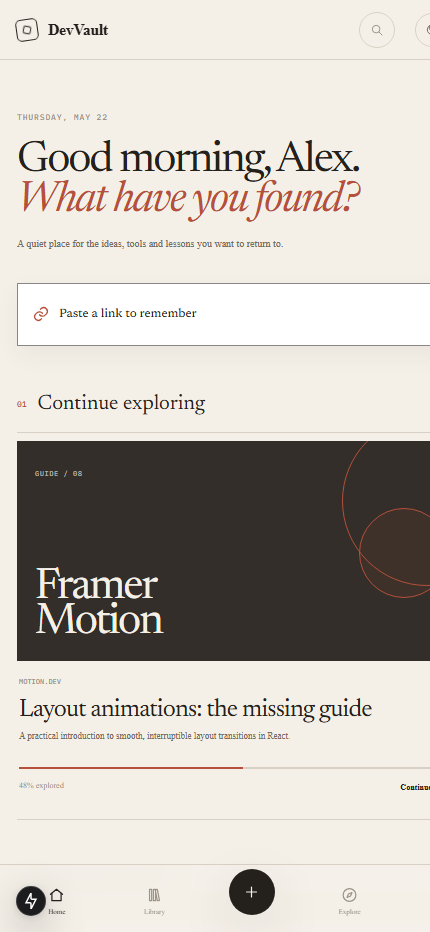 DevVault
THURSDAY, MAY 22
Good morning, Alex.
What have you found?
A quiet place for the ideas, tools and lessons you want to return to.
Paste a link to remember
01 Continue exploring
GUIDE / 08
Framer
Motion
MOTION.DEV
Layout animations: the missing guide
A practical introduction to smooth, interruptible layout transitions in React.
48% explored
Continue
Home
Library
Explore